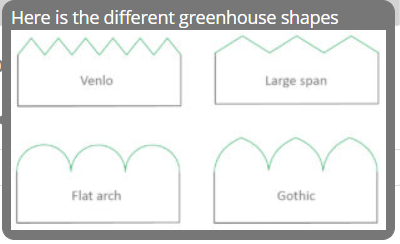 Here is the different greenhouse shapes
Venlo
Large span
Flat arch
Gothic